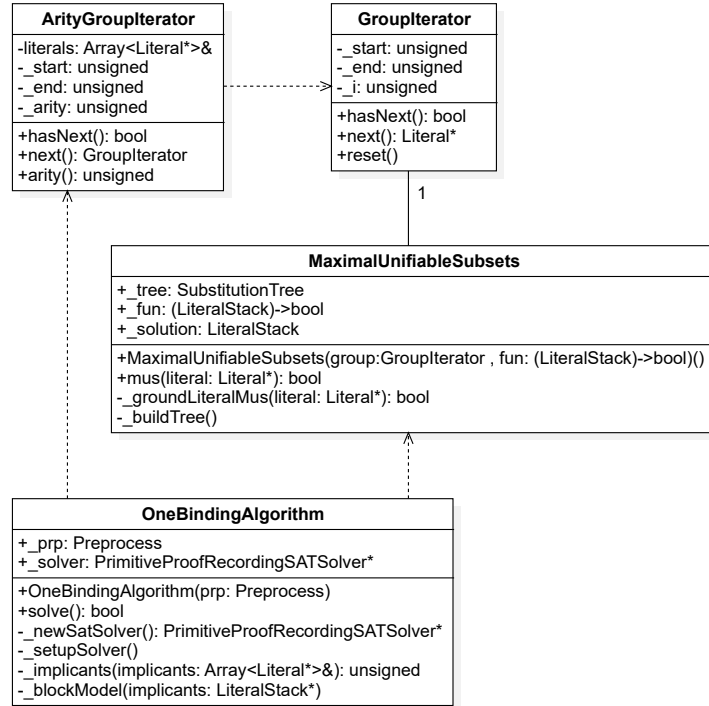 ArityGroupIterator
-literals: Array<Literal*>&
-_start: unsigned
-_end: unsigned
-_arity: unsigned
+hasNext(): bool
+next(): GroupIterator
+arity(): unsigned
GroupIterator
-_start: unsigned
-_end: unsigned
-_i: unsigned
+hasNext(): bool
+next(): Literal*
+reset()
1
MaximalUnifiableSubsets
+_tree: SubstitutionTree
+_fun: (LiteralStack)->bool
+_solution: LiteralStack
+MaximalUnifiableSubsets(group:GroupIterator , fun: (LiteralStack)->bool)()
+mus(literal: Literal*): bool
-_groundLiteralMus(literal: Literal*): bool
-_buildTree()
OneBindingAlgorithm
+_prp: Preprocess
+_solver: PrimitiveProofRecordingSATSolver*
+OneBindingAlgorithm(prp: Preprocess)
+solve(): bool
-_newSatSolver(): PrimitiveProofRecordingSATSolver*
-_setupSolver()
-_implicants(implicants: Array<Literal*>&): unsigned
-_blockModel(implicants: LiteralStack*)